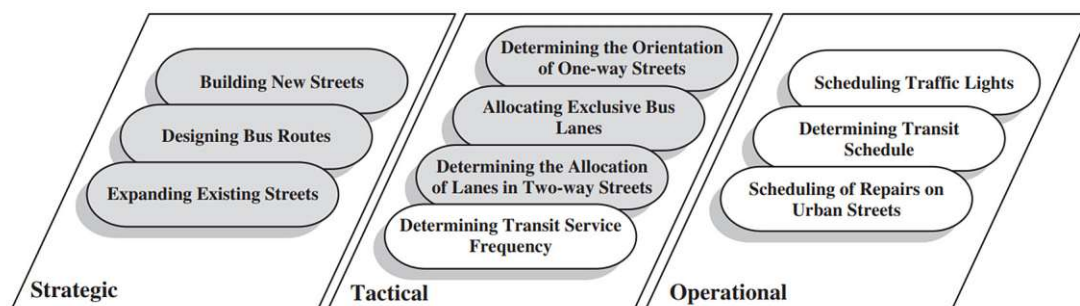 Building New Streets
Designing Bus Routes
Expanding Existing Streets
Strategic
Determining the Orientation
of One-way Streets
Allocating Exclusive Bus
Lanes
Determining the Allocation
of Lanes in Two-way Streets
Determining Transit Service
Frequency
Tactical
Scheduling Traffic Lights
Determining Transit
Schedule
Scheduling of Repairs on
Urban Streets
Operational